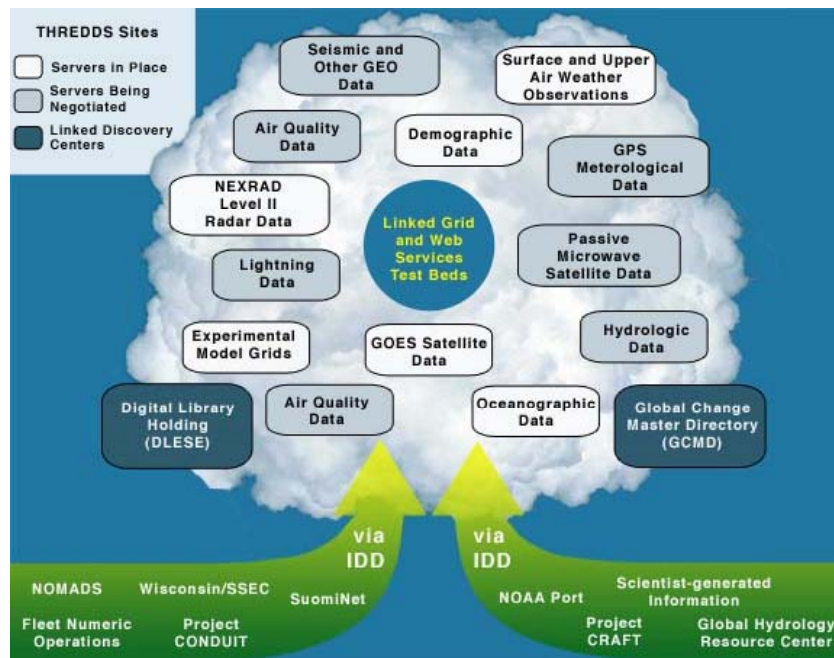 THREDDS Sites
Servers in Place
Servers Being
Negotiated
Linked Discovery
Centers
Seismic and
Other GEO
Data
Surface and Upper
Air Weather
Observations
Air Quality
Data
Demographic
Data
GPS
Meterological
Data
NEXRAD
Level II
Radar Data
Linked Grid
and Web
Services
Test Beds
Passive
Microwave
Satellite Data
Lightning
Data
Experimental
Model Grids
GOES Satellite
Data
Hydrologic
Data
Digital Library
Holding
(DLESE)
Air Quality
Data
Oceanographic
Data
Global Change
Master Directory
(GCMD)
via
IDD
via
IDD
NOMADS
Wisconsin/SSEC
SuomiNet
Fleet Numeric
Operations
Project
CONDUIT
NOAA Port
Scientist-generated
Information
Project
CRAFT
Global Hydrology
Resource Center